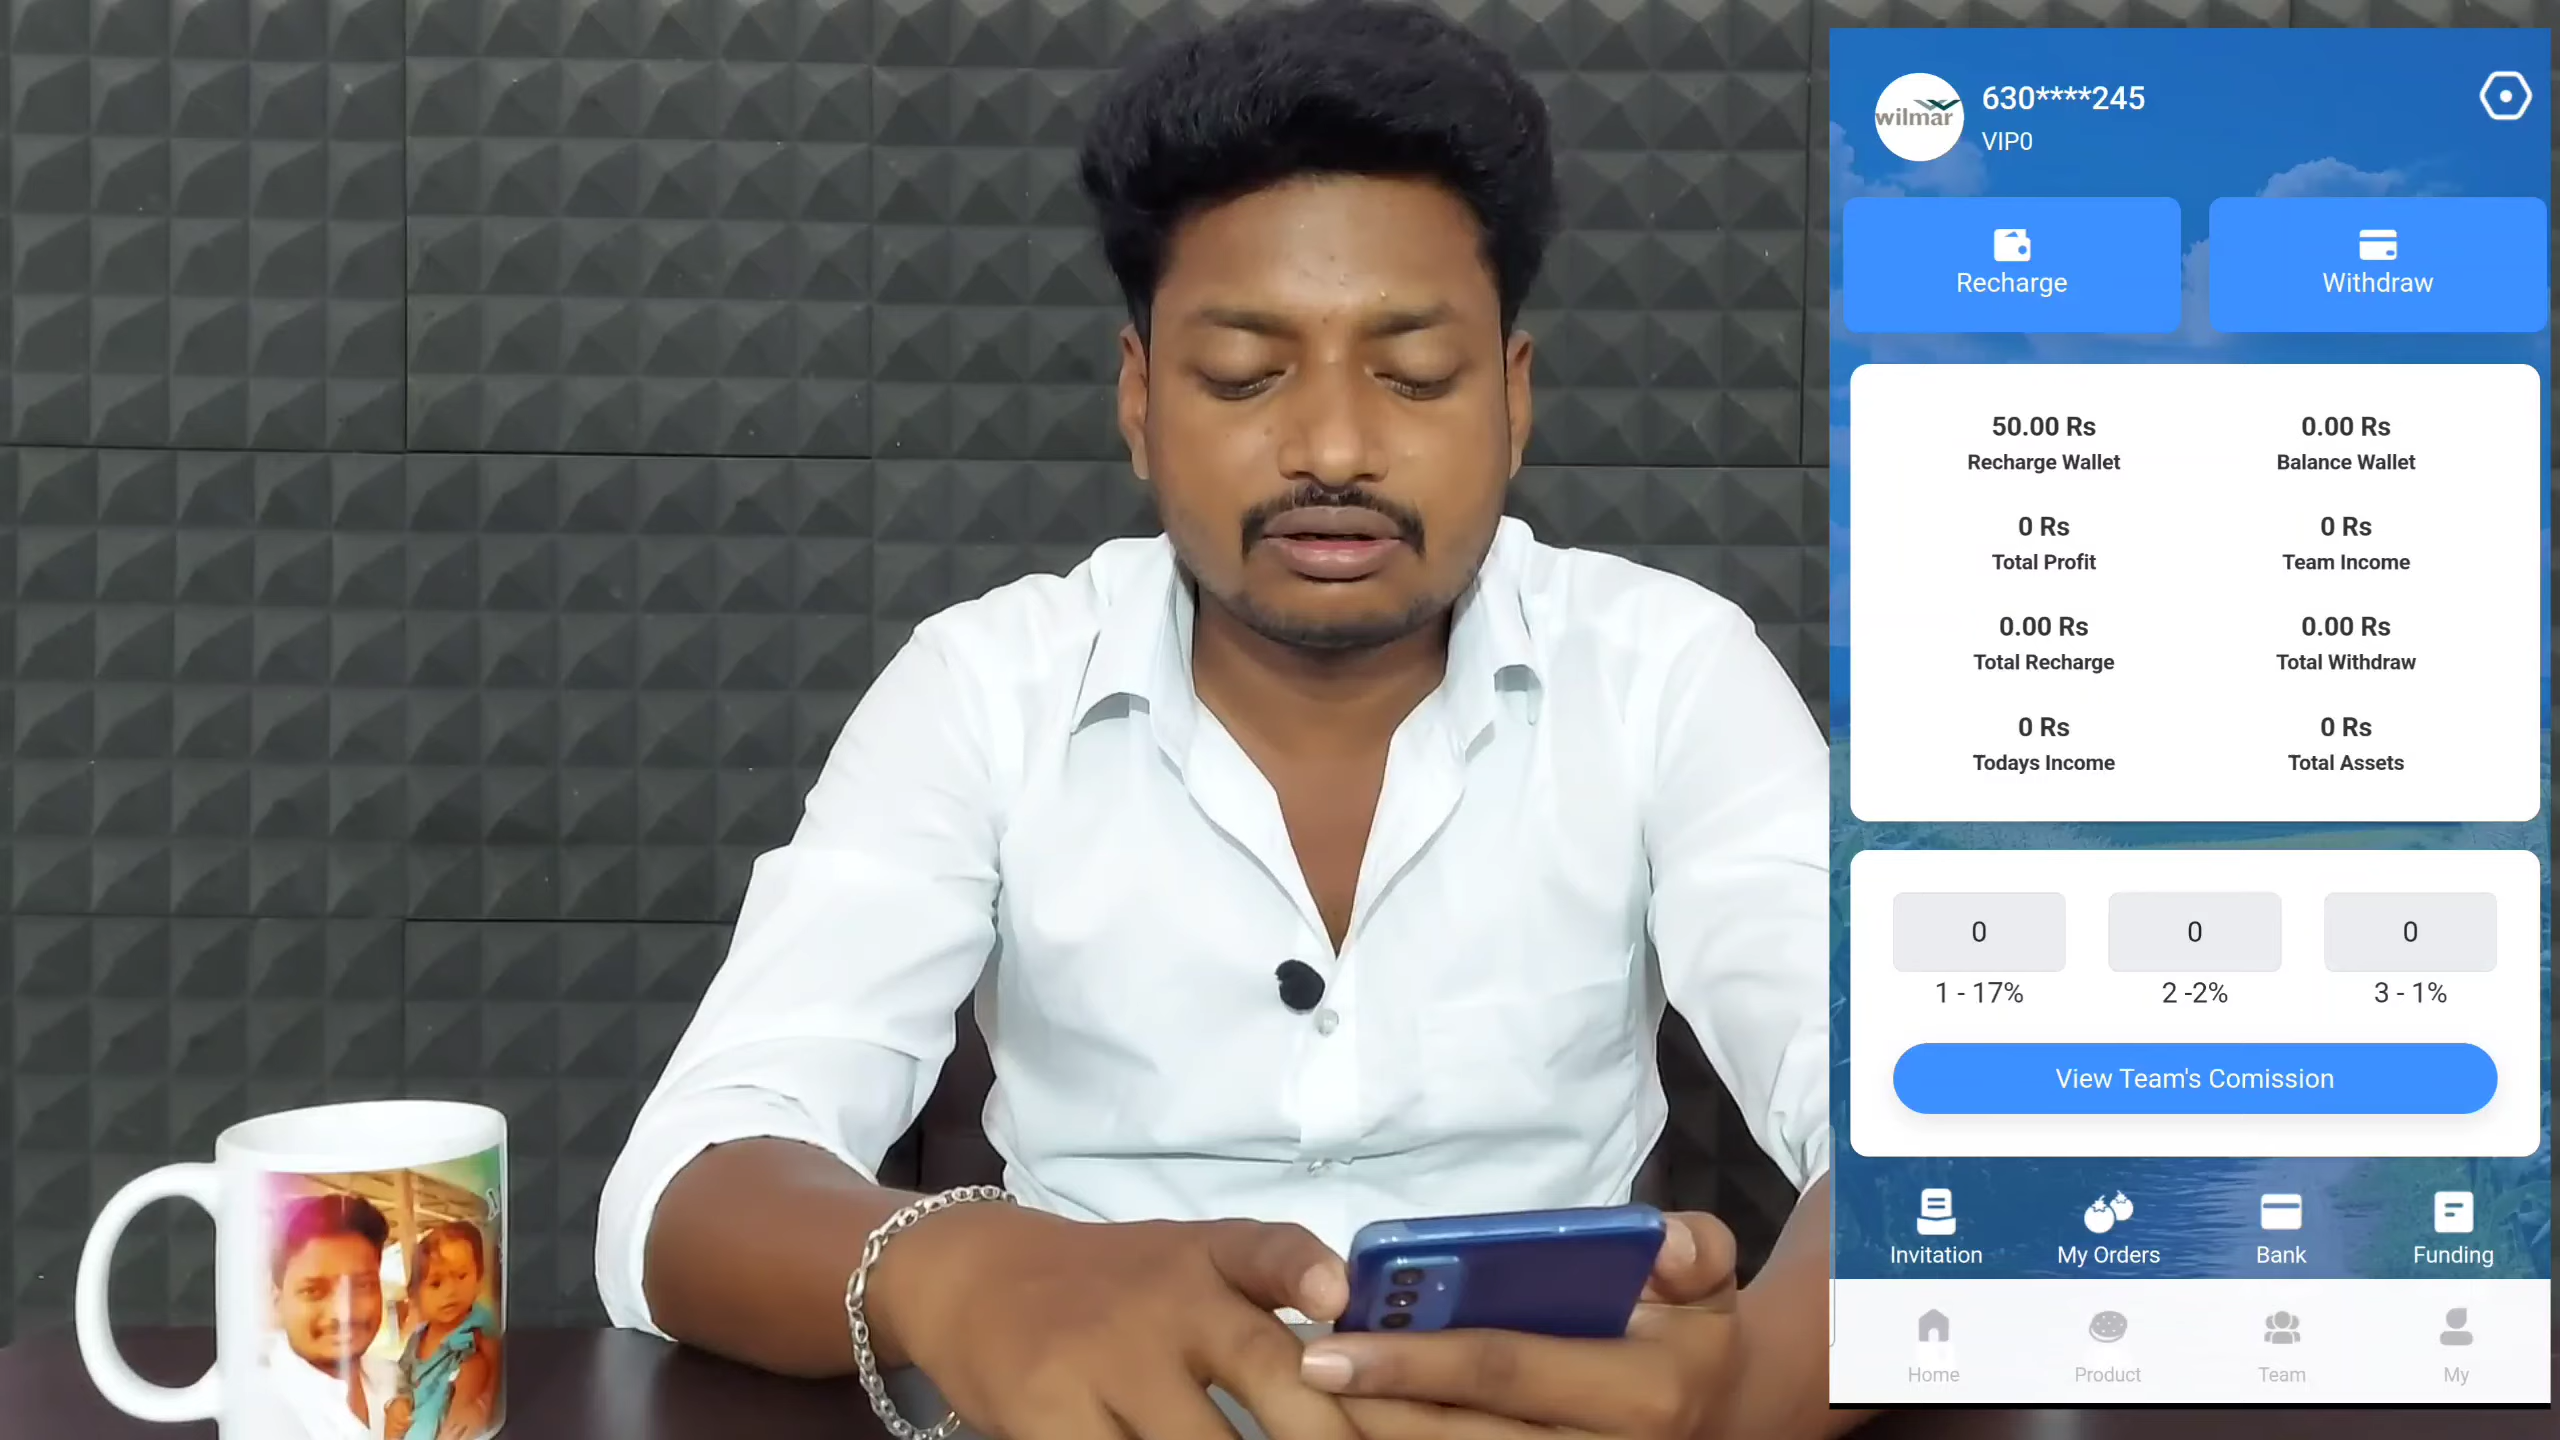 wilmar
630****245
VIP0
Recharge
Withdraw
50.00 Rs
Recharge Wallet
0.00 Rs
Balance Wallet
0 Rs
Total Profit
0 Rs
Team Income
0.00 Rs
Total Recharge
0.00 Rs
Total Withdraw
0 Rs
Todays Income
0 Rs
Total Assets
0
1 - 17%
0
2 -2%
0
3 - 1%
View Team's Comission
Invitation
My Orders
Bank
Funding
Home
Product
Team
My